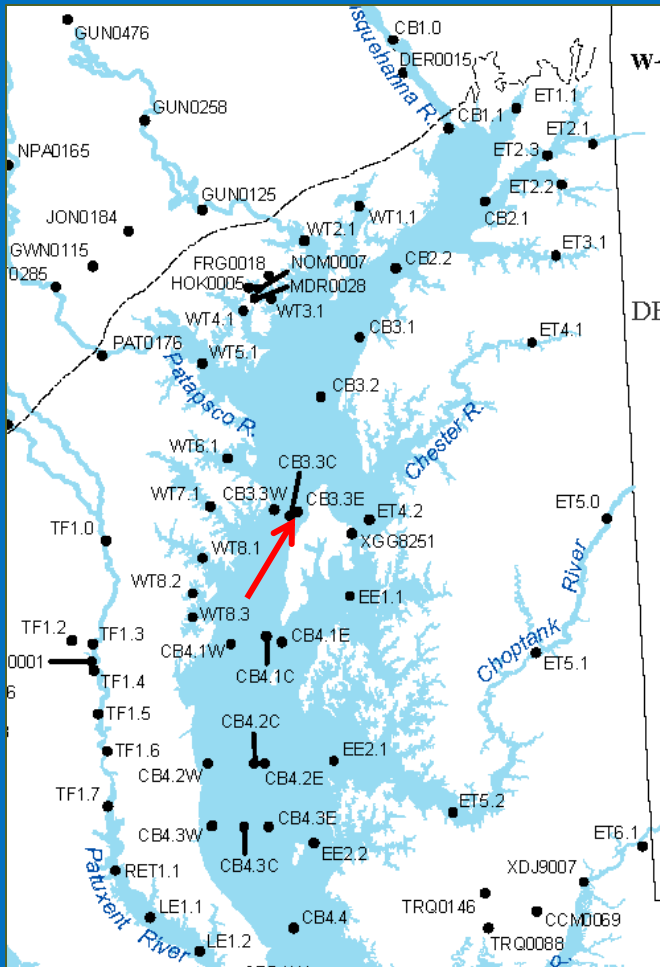 GUN0476
CB1.0
usquehanna R.
DER0015
W-
GUN0258
CB1.1
ET1.1
ET2.1
ET2.3
NPA0165
ET2.2
GUN0125
WT1.1
CB2.1
JON0184
WT2.1
GWN0115
ET3.1
FRG0018
NOM0007
CB2.2
0285
HOK0005
MDR0028
WT4.1
WT3.1
DE
CB3.1
ET4.1
PAT0176
WT5.1
Patapsco R.
CB3.2
Chester R.
WT6.1
CB3.3C
WT7.1
CB3.3W
CB3.3E
ET4.2
ET5.0
TF1.0
XGG8251
WT8.1
WT8.2
EE1.1
WT8.3
Choptank River
TF1.2
TF1.3
CB4.1W
CB4.1E
0001
ET5.1
TF1.4
CB4.1C
6
TF1.5
CB4.2C
TF1.6
EE2.1
CB4.2W
CB4.2E
TF1.7
ET5.2
CB4.3W
CB4.3E
ET6.1
EE2.2
CB4.3C
XDJ9007
RET1.1
Patuxent River
TRQ0146
LE1.1
CCM0069
CB4.4
TRQ0088
LE1.2